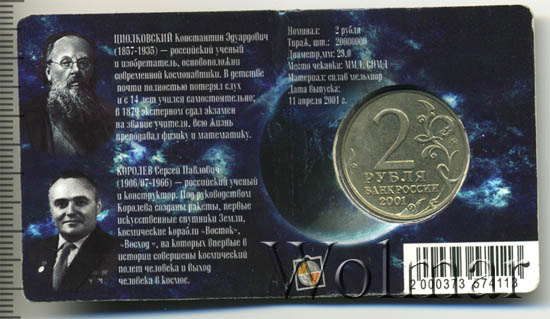 ЦИОЛКОВСКИЙ Константин Эдуардович
(1857-1935) – российский ученый
и изобретатель, основоположник
современной космонавтики. В детстве
почти полностью потерял слух
и с 14 лет учился самостоятельно;
в 1879 экстерном сдал экзамен
на звание учителя, всю жизнь
преподавал физику и математику.
КОРОЛЕВ Сергей Павлович
(1906/07-1966) – российский ученый
и конструктор. Под руководством
Королева созданы ракеты, первые
искусственные спутники Земли,
космические корабли "Восток",
"Восход", на которых впервые в
истории совершены космический
полет человека и выход
человека в космос.
Номинал: 2 рубля
Тираж, шт.: 20000000
Диаметр,мм: 23,0
Место чеканки: ММД, СПМД
Материал: сплав мельхиор
Дата выпуска:
11 апреля 2001 г.
2
РУБЛЯ
БАНК РОССИИ
2001
2 000373 574113
Wolmar